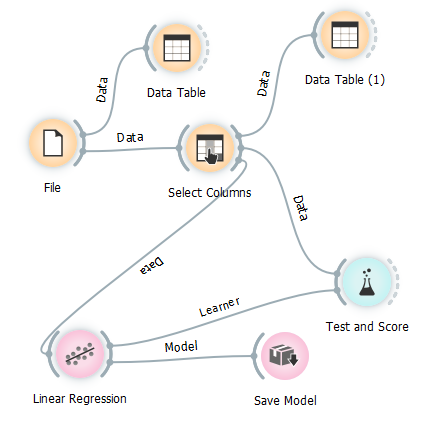 Data
Data Table
Data
Data Table (1)
Data
File
Select Columns
Data
Data
Learner
Test and Score
Model
Linear Regression
Save Model